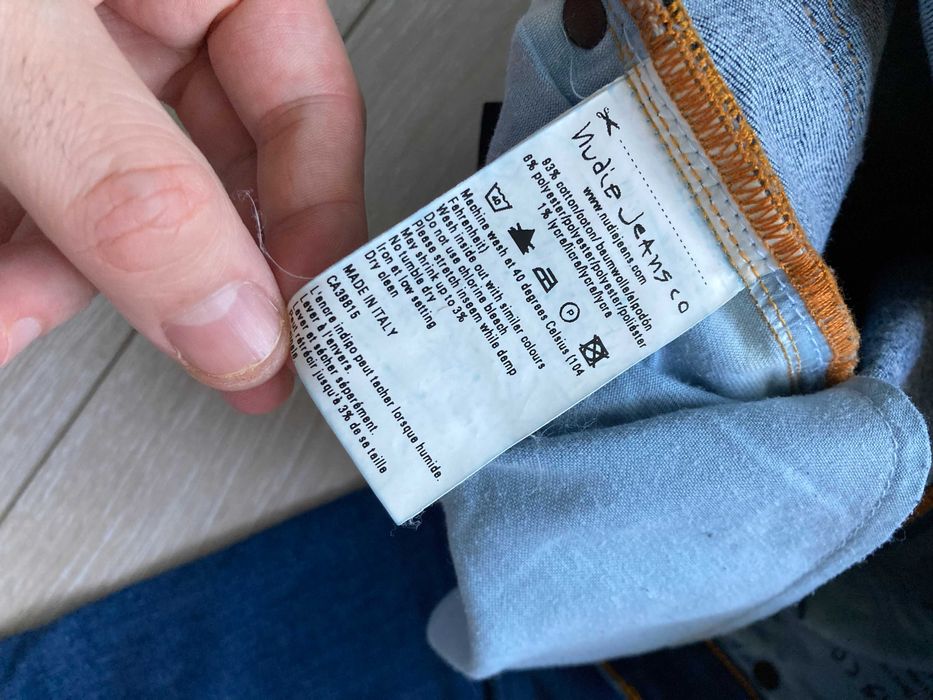 Nudie Jeans co
www.nudiejeans.com
93% cotton/coton/ baumwolle/algodón
6% polyester/polyester/polyester/poliéster
1% lycra/lycra/lycra/lycra
P
Machine wash at 40 degrees Celsius (104
Fahrenheit)
Wash inside out with similar colours
Do not use chlorine bleach
Please stretch inseam while damp
May shrink up to 3%
No tumble dry
Iron at low setting
Dry clean
MADE IN ITALY
CA36615
L'encre indigo peut tacher lorsque humide.
Laver à l'envers.
Laver et sécher séparément.
rétrécir jusqu'à 3% de sa taille